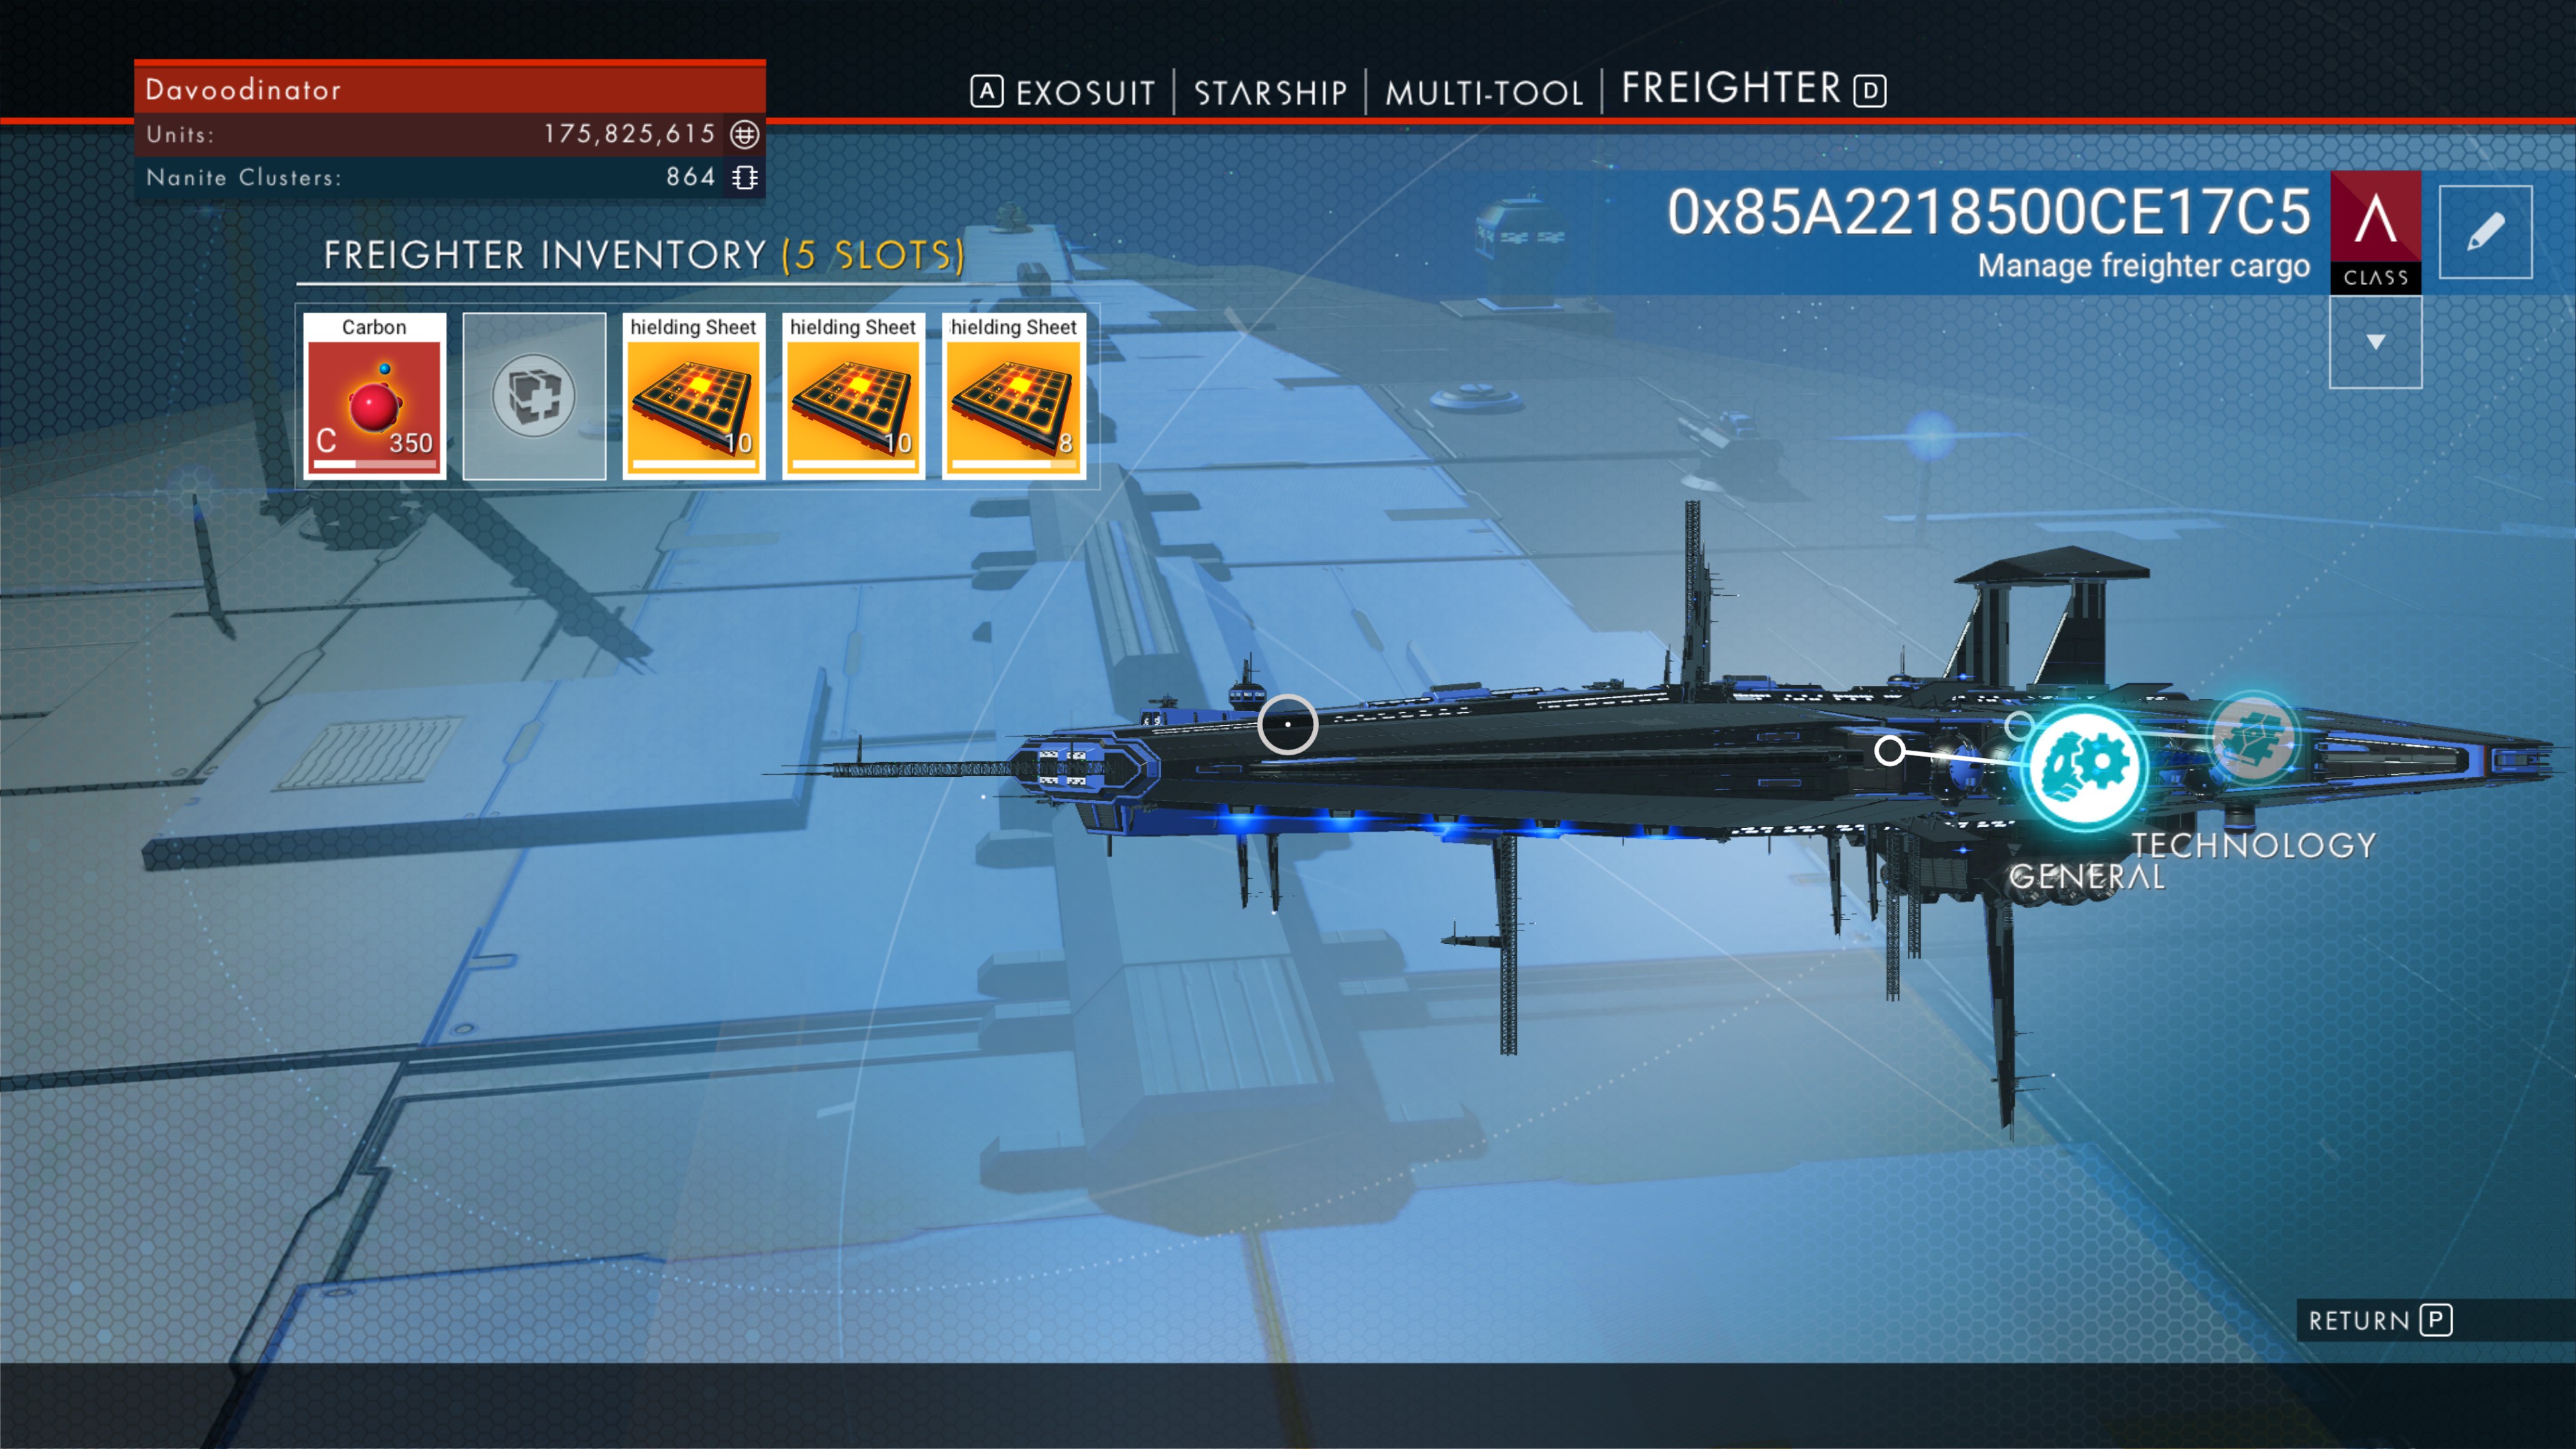 Davoodinator
Units: 175,825,615
Nanite Clusters: 864
A EXOSUIT STARSHIP MULTI-TOOL FREIGHTER D
0x85A2218500CE17C5
Manage freighter cargo
A
CLASS
FREIGHTER INVENTORY (5 SLOTS)
Carbon
C 350
hielding Sheet
10
hielding Sheet
10
hielding Sheet
8
TECHNOLOGY
GENERAL
RETURN P